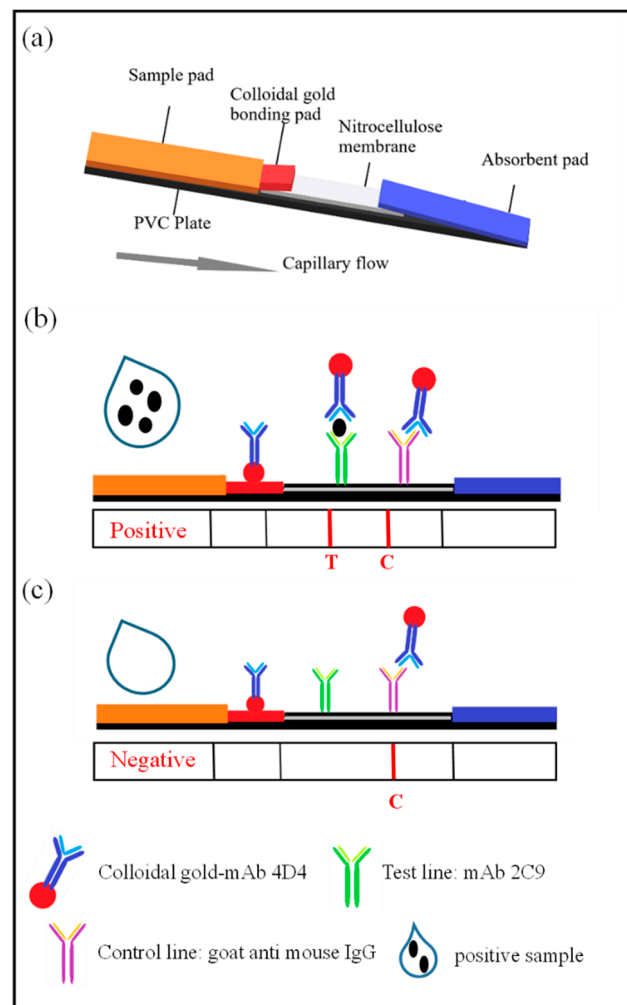 (a)
Sample pad
Colloidal gold
bonding pad
Nitrocellulose
membrane
Absorbent pad
PVC Plate
Capillary flow
(b)
Positive
T C
(c)
Negative
C
Colloidal gold-mAb 4D4
Test line: mAb 2C9
Control line: goat anti mouse IgG
positive sample